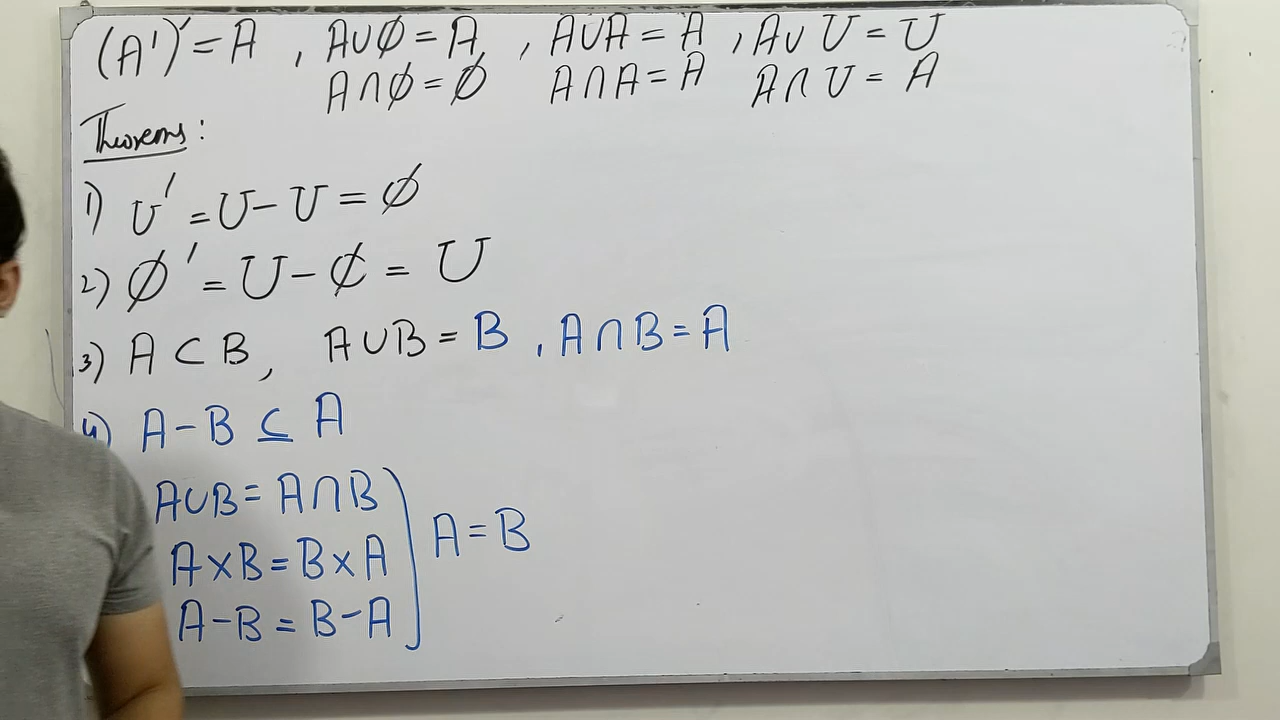 (A')' = A , A∪∅ = A , A∪A = A , A∪U = U
A∩∅ = ∅ A∩A = A A∩U = A
Theorems :
1) U' = U - U = ∅
2) ∅' = U - ∅ = U
3) A ⊂ B , A∪B = B , A∩B = A
4) A - B ⊆ A
A∪B = A∩B
A = B
A×B = B×A
A-B = B-A